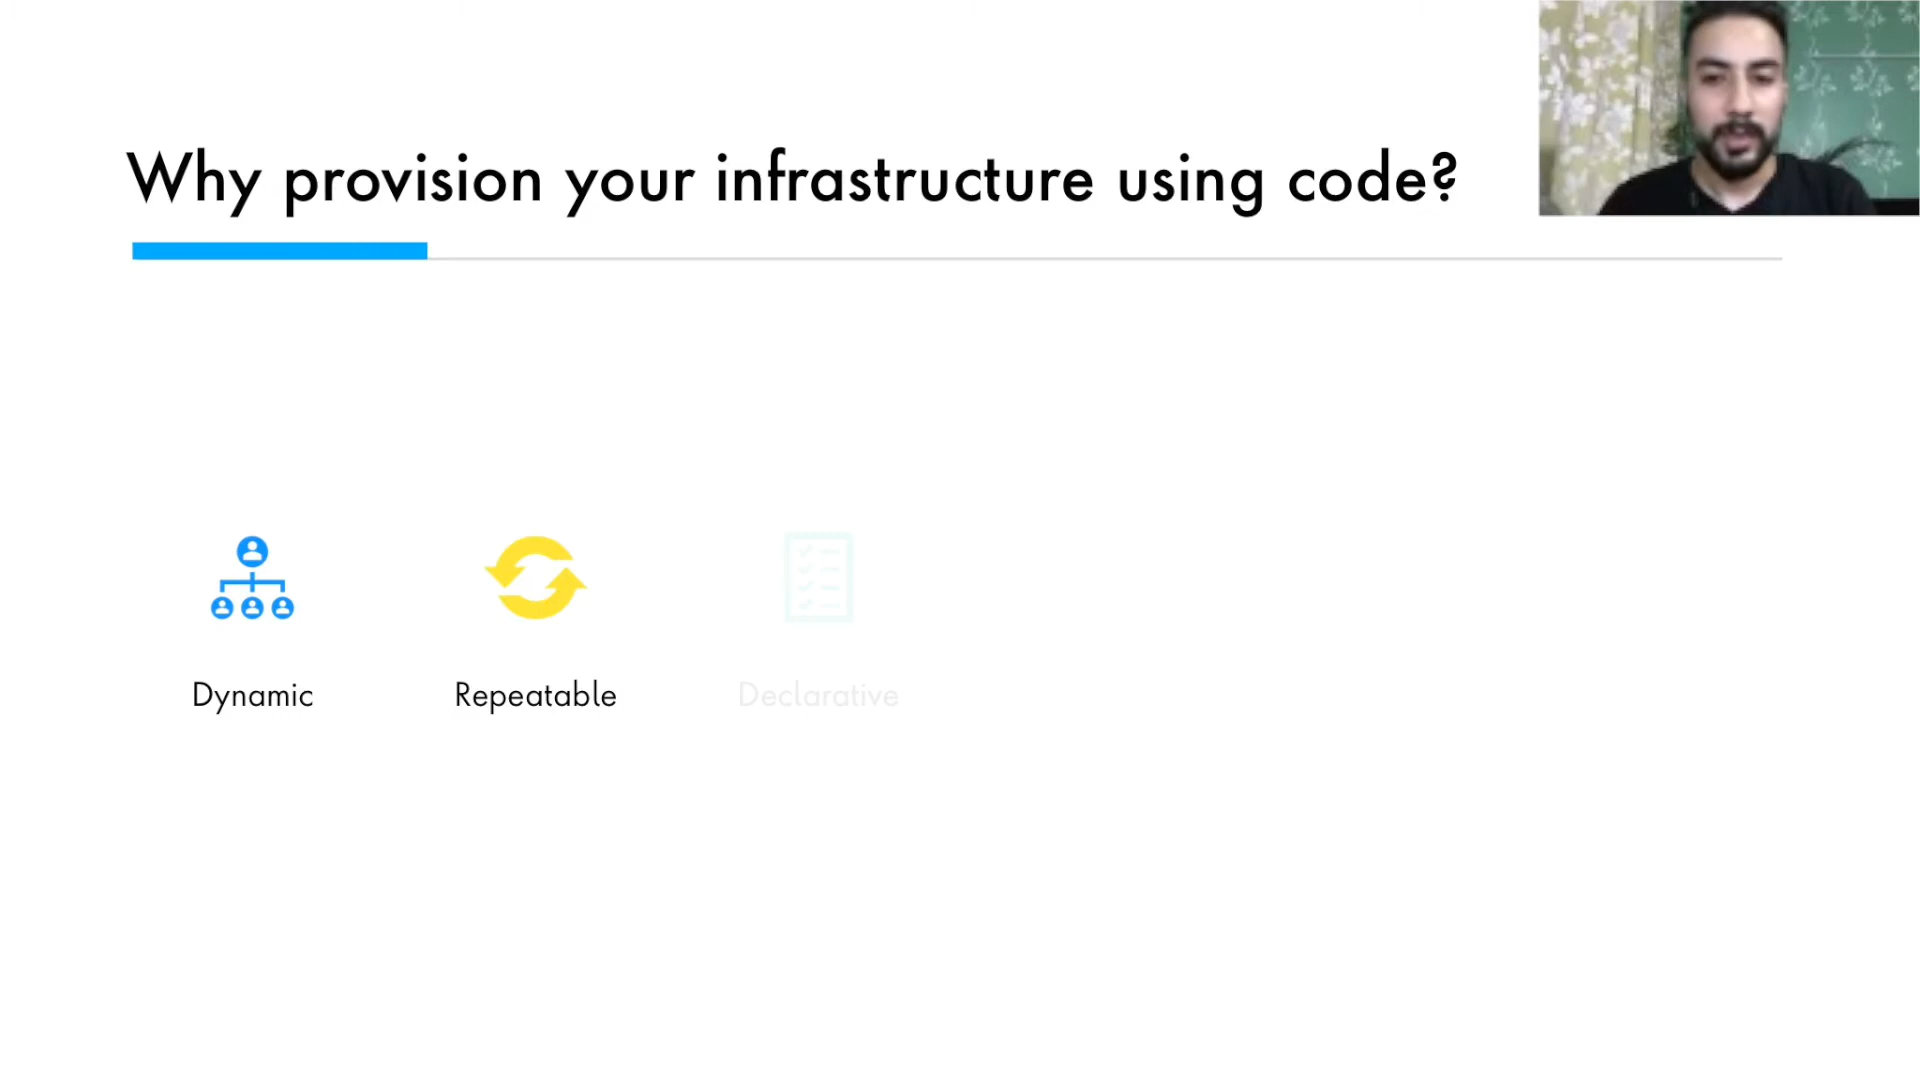 Why provision your infrastructure using code?
Dynamic
Repeatable
Declarative